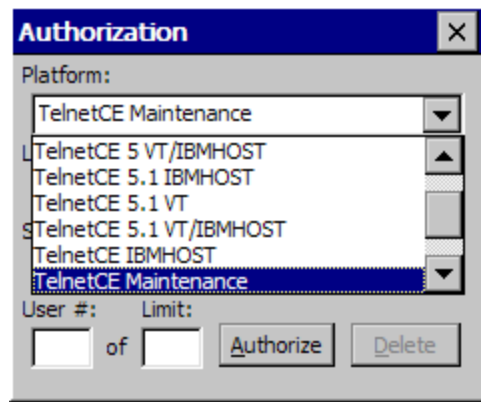 Authorization
Platform:
TelnetCE Maintenance
L
TelnetCE 5 VT/IBMHOST
TelnetCE 5.1 IBMHOST
TelnetCE 5.1 VT
S
TelnetCE 5.1 VT/IBMHOST
TelnetCE IBMHOST
TelnetCE Maintenance
User #: Limit:
of Authorize Delete